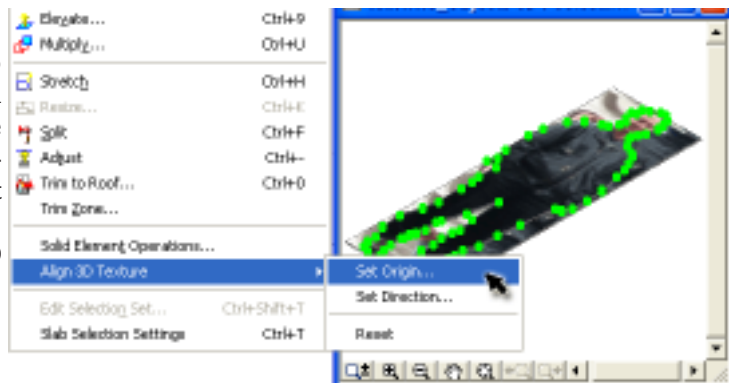 Elevate... Ctrl+9
Multiply... Ctrl+U
Stretch Ctrl+H
Resize... Ctrl+K
Split Ctrl+F
Adjust Ctrl+-
Trim to Roof... Ctrl+0
Trim Zone...
Solid Element Operations...
Align 3D Texture
Set Origin...
Set Direction...
Edit Selection Set... Ctrl+Shift+T
Slab Selection Settings Ctrl+T
Reset